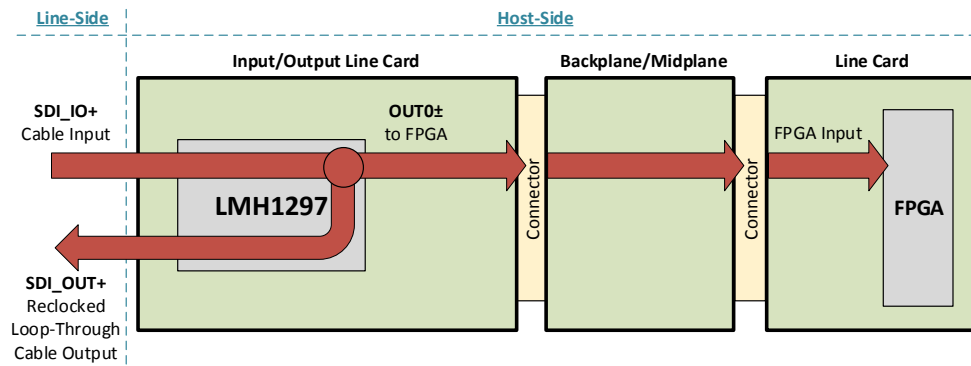 Line-Side
Host-Side
Input/Output Line Card
Backplane/Midplane
Line Card
SDI_IO+
Cable Input
OUT0±
to FPGA
FPGA Input
LMH1297
Connector
Connector
FPGA
SDI_OUT+
Reclocked
Loop-Through
Cable Output